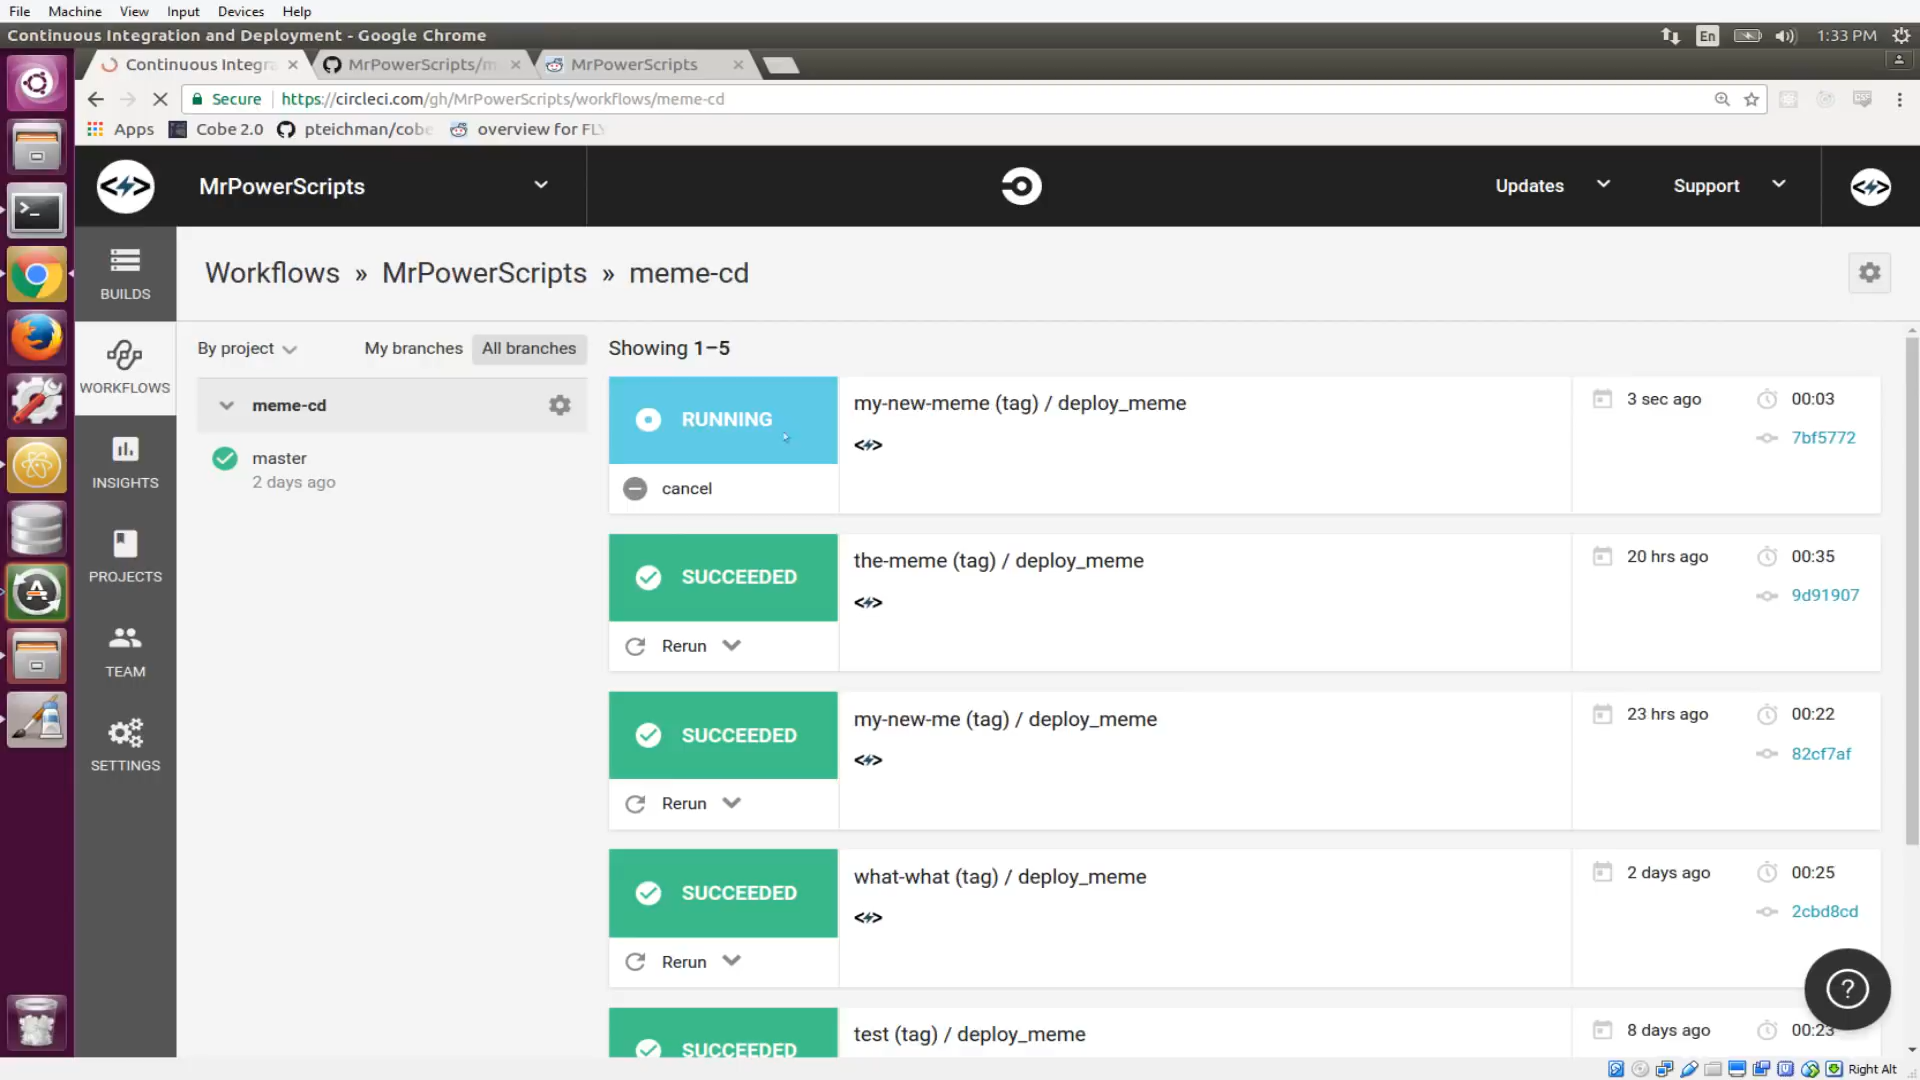 File Machine View Input Devices Help
Continuous Integration and Deployment - Google Chrome
En 1:33 PM
Continuous Integra
MrPowerScripts/m
MrPowerScripts
Secure https://circleci.com/gh/MrPowerScripts/workflows/meme-cd
Apps Cobe 2.0 pteichman/cobe overview for FLY
MrPowerScripts
Updates Support
BUILDS
WORKFLOWS
INSIGHTS
PROJECTS
TEAM
SETTINGS
Workflows » MrPowerScripts » meme-cd
By project My branches All branches
meme-cd
master
2 days ago
Showing 1–5
RUNNING
cancel
my-new-meme (tag) / deploy_meme
3 sec ago 00:03
7bf5772
SUCCEEDED
Rerun
the-meme (tag) / deploy_meme
20 hrs ago 00:35
9d91907
SUCCEEDED
Rerun
my-new-me (tag) / deploy_meme
23 hrs ago 00:22
82cf7af
SUCCEEDED
Rerun
what-what (tag) / deploy_meme
2 days ago 00:25
2cbd8cd
SUCCEEDED
test (tag) / deploy_meme
8 days ago 00:23
?
Right Alt